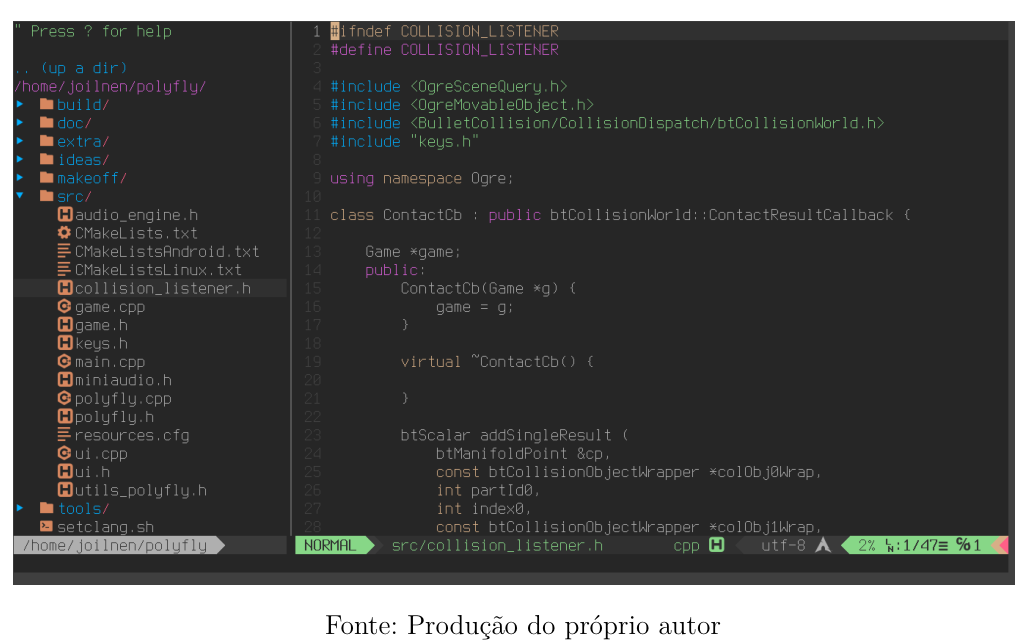 " Press ? for help
.. (up a dir)
/home/joilnen/polyfly/
▸ build/
▸ doc/
▸ extra/
▸ ideas/
▸ makeoff/
▾ src/
audio_engine.h
CMakeLists.txt
CMakeListsAndroid.txt
CMakeListsLinux.txt
collision_listener.h
game.cpp
game.h
keys.h
main.cpp
miniaudio.h
polyfly.cpp
polyfly.h
resources.cfg
ui.cpp
ui.h
utils_polyfly.h
▸ tools/
setclang.sh
/home/joilnen/polyfly
1 #ifndef COLLISION_LISTENER
2 #define COLLISION_LISTENER
3
4 #include <OgreSceneQuery.h>
5 #include <OgreMovableObject.h>
6 #include <BulletCollision/CollisionDispatch/btCollisionWorld.h>
7 #include "keys.h"
8
9 using namespace Ogre;
10
11 class ContactCb : public btCollisionWorld::ContactResultCallback {
12
13 Game *game;
14 public:
15 ContactCb(Game *g) {
16 game = g;
17 }
18
19 virtual ~ContactCb() {
20
21 }
22
23 btScalar addSingleResult (
24 btManifoldPoint &cp,
25 const btCollisionObjectWrapper *colObj0Wrap,
26 int partId0,
27 int index0,
28 const btCollisionObjectWrapper *colObj1Wrap,
NORMAL src/collision_listener.h cpp utf-8 2% ␤:1/47≡ ℅1
Fonte: Produção do próprio autor